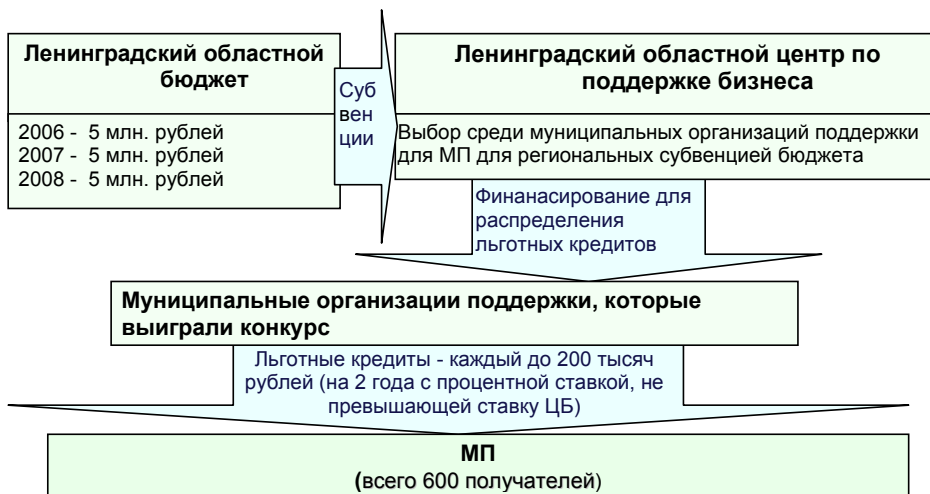 Ленинградский областной
бюджет
2006 - 5 млн. рублей
2007 - 5 млн. рублей
2008 - 5 млн. рублей
Суб
вен
ции
Ленинградский областной центр по
поддержке бизнеса
Выбор среди муниципальных организаций поддержки
для МП для региональных субвенцией бюджета
Финанасирование для
распределения
льготных кредитов
Муниципальные организации поддержки, которые
выиграли конкурс
Льготные кредиты - каждый до 200 тысяч
рублей (на 2 года с процентной ставкой, не
превышающей ставку ЦБ)
МП
(всего 600 получателей)